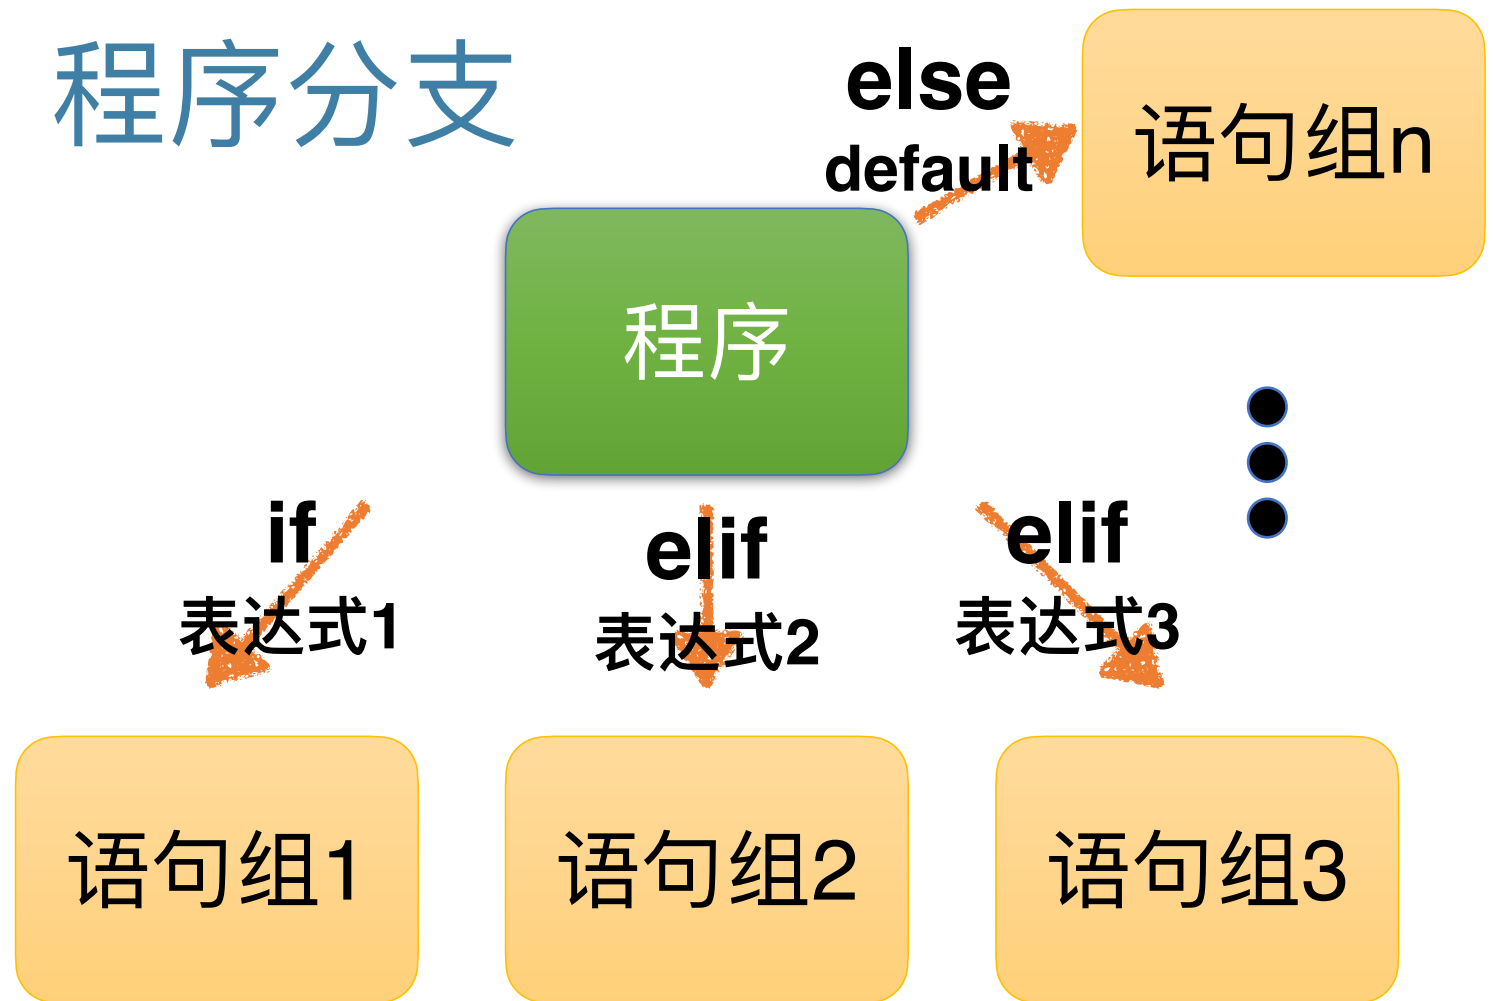 程序分支
else
default
语句组n
程序
if
表达式1
elif
表达式2
elif
表达式3
语句组1
语句组2
语句组3